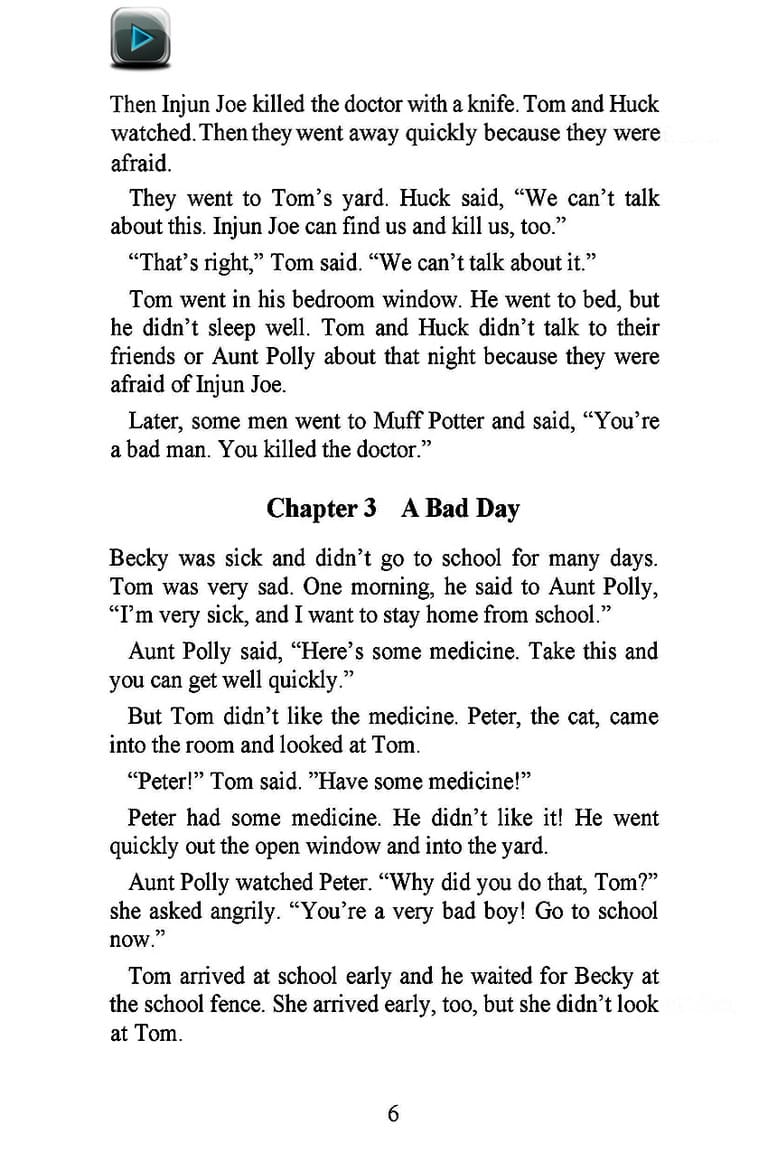 Then Injun Joe killed the doctor with a knife. Tom and Huck
watched. Then they went away quickly because they were
afraid.
They went to Tom’s yard. Huck said, “We can’t talk
about this. Injun Joe can find us and kill us, too.”
“That’s right,” Tom said. “We can’t talk about it.”
Tom went in his bedroom window. He went to bed, but
he didn’t sleep well. Tom and Huck didn’t talk to their
friends or Aunt Polly about that night because they were
afraid of Injun Joe.
Later, some men went to Muff Potter and said, “You’re
a bad man. You killed the doctor.”
Chapter 3 A Bad Day
Becky was sick and didn’t go to school for many days.
Tom was very sad. One morning, he said to Aunt Polly,
“I’m very sick, and I want to stay home from school.”
Aunt Polly said, “Here’s some medicine. Take this and
you can get well quickly.”
But Tom didn’t like the medicine. Peter, the cat, came
into the room and looked at Tom.
“Peter!” Tom said. ”Have some medicine!”
Peter had some medicine. He didn’t like it! He went
quickly out the open window and into the yard.
Aunt Polly watched Peter. “Why did you do that, Tom?”
she asked angrily. “You’re a very bad boy! Go to school
now.”
Tom arrived at school early and he waited for Becky at
the school fence. She arrived early, too, but she didn’t look
at Tom.
6